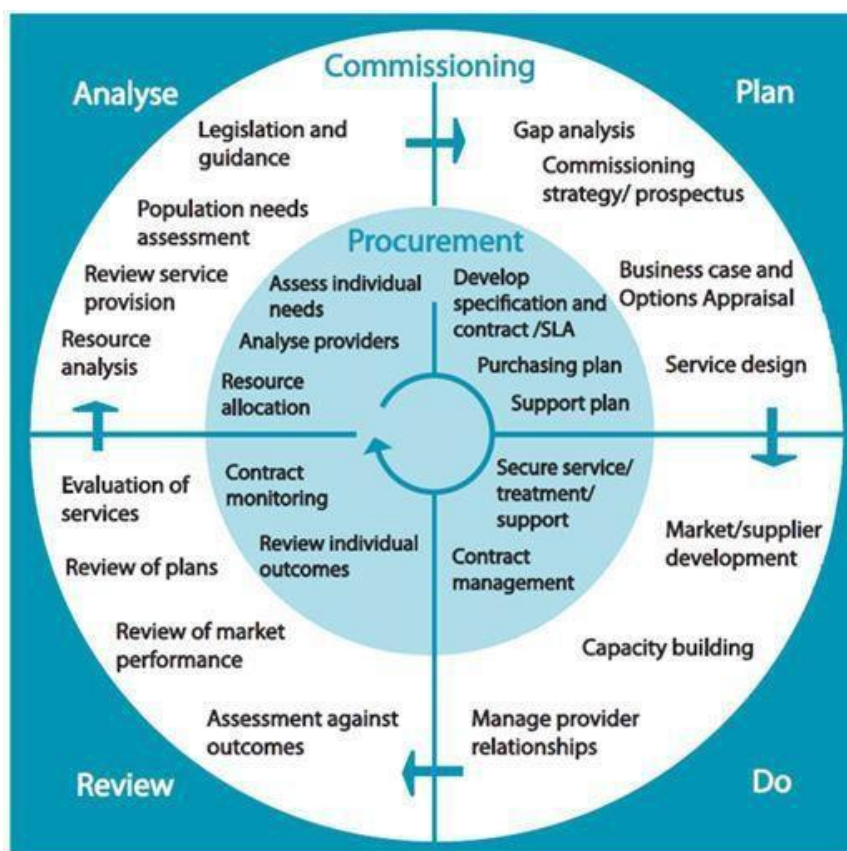 Commissioning
Analyse
Plan
Legislation and
guidance
Population needs
assessment
Review service
provision
Resource
analysis
Gap analysis
Commissioning
strategy/ prospectus
Business case and
Options Appraisal
Service design
Procurement
Assess individual
needs
Analyse providers
Resource
allocation
Develop
specification and
contract /SLA
Purchasing plan
Support plan
Contract
monitoring
Review individual
outcomes
Secure service/
treatment/
support
Contract
management
Evaluation of
services
Review of plans
Review of market
performance
Assessment against
outcomes
Market/supplier
development
Capacity building
Manage provider
relationships
Review
Do